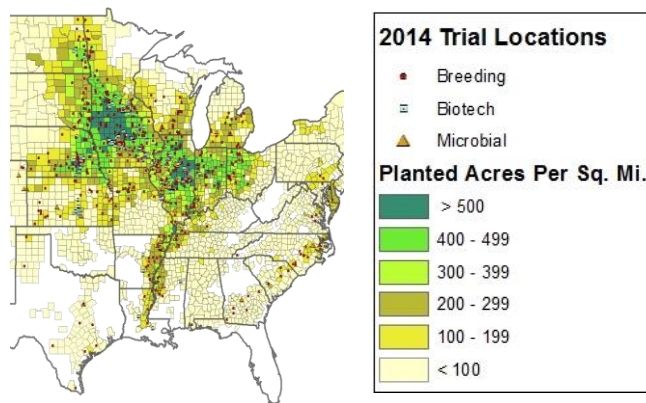 2014 Trial Locations
Breeding
Biotech
Microbial
Planted Acres Per Sq. Mi.
> 500
400 - 499
300 - 399
200 - 299
100 - 199
< 100